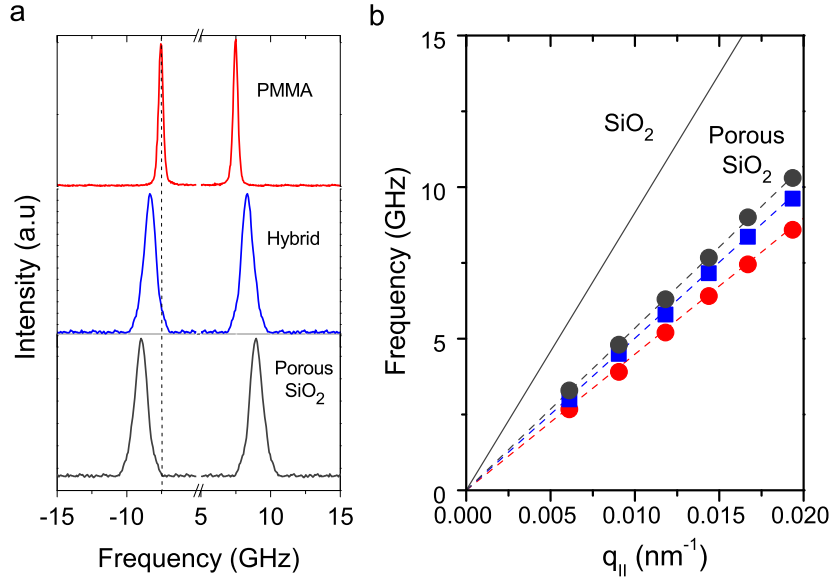 a
PMMA
Hybrid
Porous
SiO₂
Intensity (a.u)
-15 -10 -5 5 10 15
Frequency (GHz)
b
15
10
5
0
SiO₂
Porous
SiO₂
Frequency (GHz)
0.000 0.005 0.010 0.015 0.020
q|| (nm⁻¹)